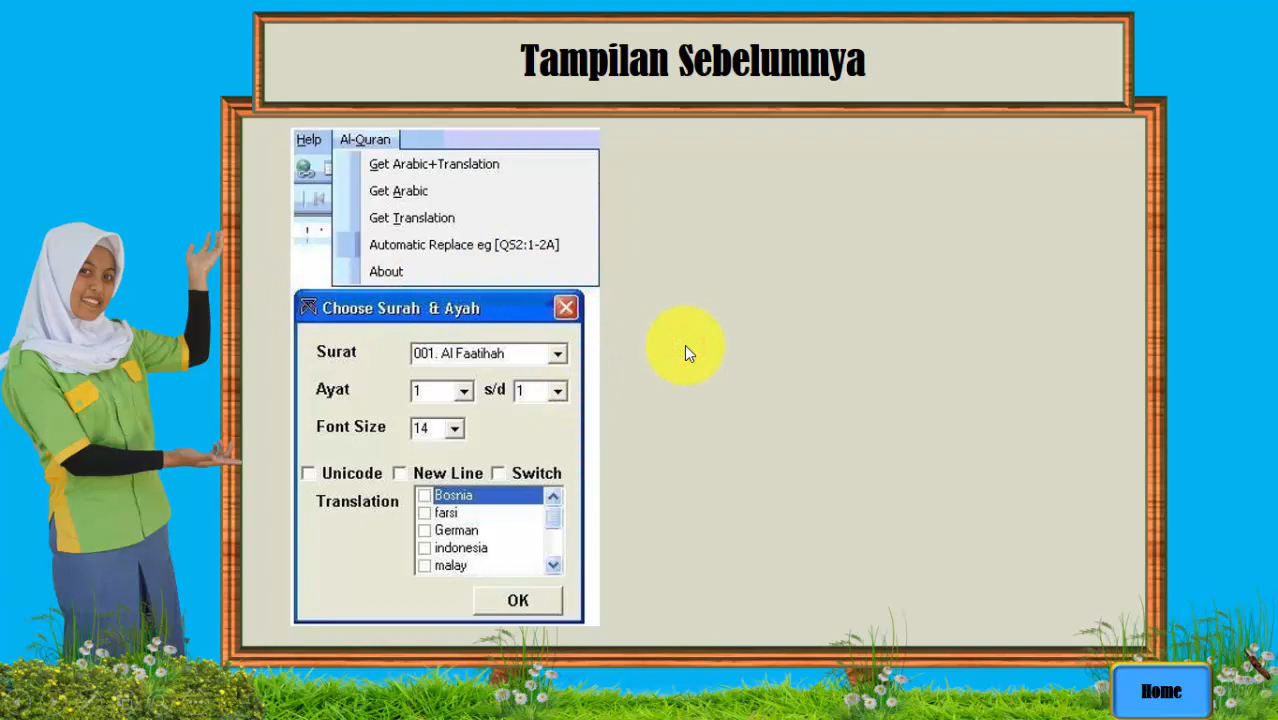 Tampilan Sebelumnya
Help Al-Quran
Get Arabic+Translation
Get Arabic
Get Translation
Automatic Replace eg [QS2:1-2A]
About
Choose Surah & Ayah
Surat 001. Al Faatihah
Ayat 1 s/d 1
Font Size 14
Unicode New Line Switch
Translation Bosnia
farsi
German
indonesia
malay
OK
Home